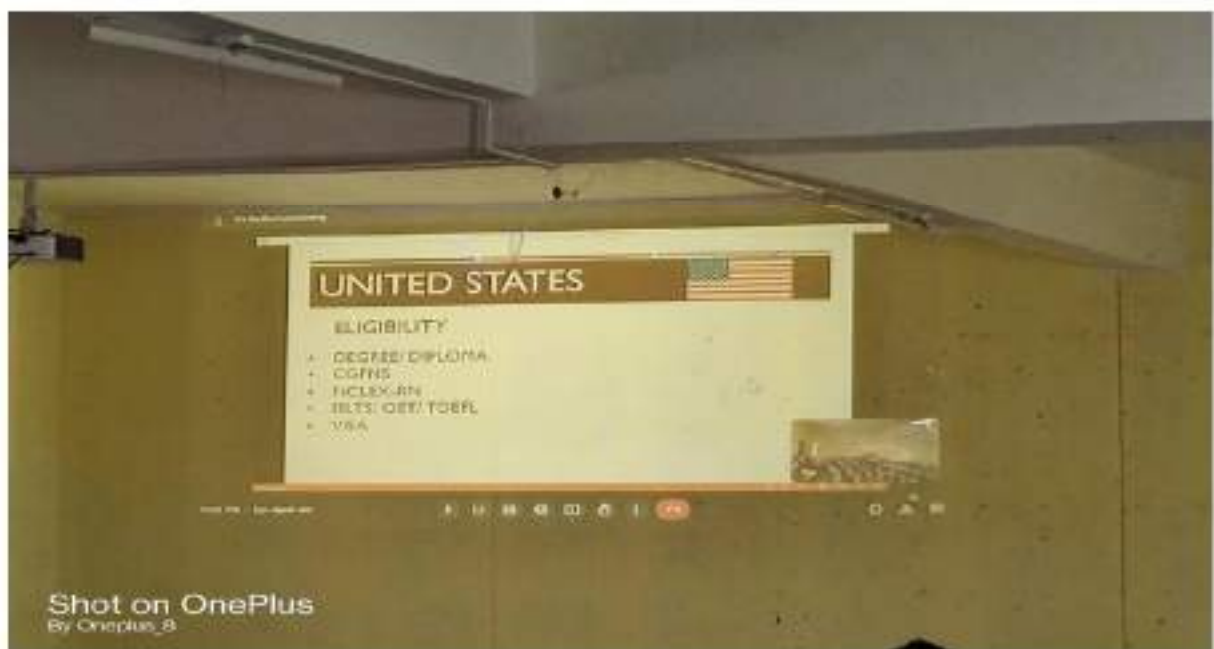 UNITED STATES
ELIGIBILITY
• DEGREE/ DIPLOMA
• CGFNS
• NCLEX-RN
• IELTS/ OET/ TOEFL
• VISA
Shot on OnePlus
By Oneplus_8